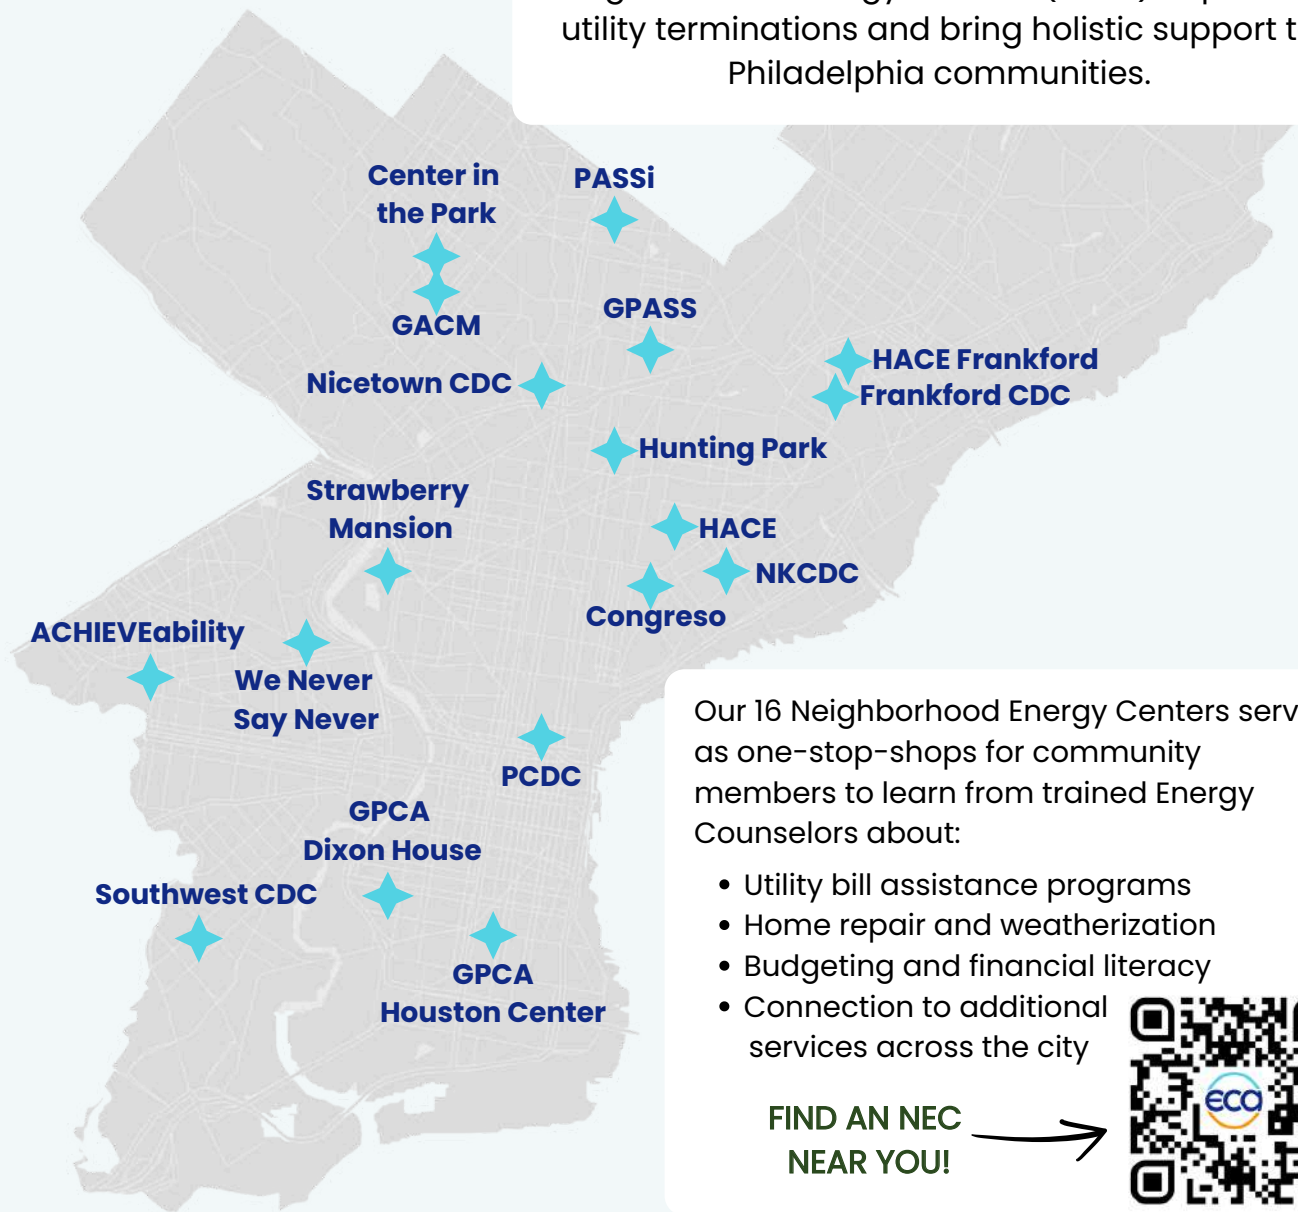 utility terminations and bring holistic support t
Philadelphia communities.
Center in
the Park
PASSi
GACM
GPASS
Nicetown CDC
HACE Frankford
Frankford CDC
Hunting Park
Strawberry
Mansion
HACE
NKCDC
Congreso
ACHIEVEability
We Never
Say Never
PCDC
GPCA
Dixon House
Southwest CDC
GPCA
Houston Center
Our 16 Neighborhood Energy Centers serv
as one-stop-shops for community
members to learn from trained Energy
Counselors about:
• Utility bill assistance programs
• Home repair and weatherization
• Budgeting and financial literacy
• Connection to additional
services across the city
FIND AN NEC
NEAR YOU!
eca